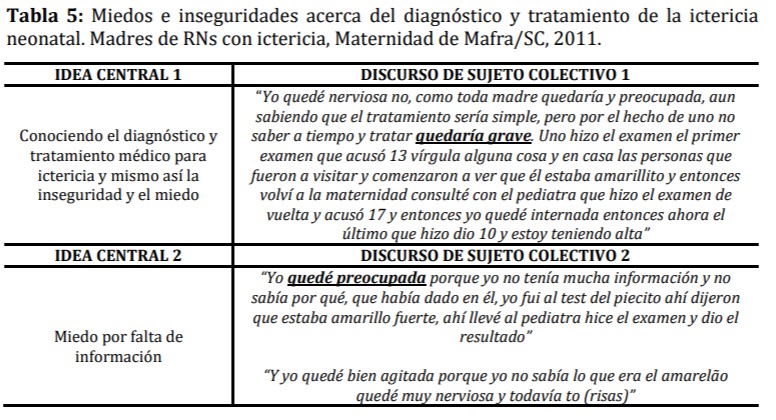 Tabla 5: Miedos e inseguridades acerca del diagnóstico y tratamiento de la ictericia
neonatal. Madres de RNs con ictericia, Maternidad de Mafra/SC, 2011.
IDEA CENTRAL 1
DISCURSO DE SUJETO COLECTIVO 1
Conociendo el diagnóstico y
tratamiento médico para
ictericia y mismo así la
inseguridad y el miedo
“Yo quedé nerviosa no, como toda madre quedaría y preocupada, aun
sabiendo que el tratamiento sería simple, pero por el hecho de uno no
saber a tiempo y tratar quedaría grave. Uno hizo el examen el primer
examen que acusó 13 vírgula alguna cosa y en casa las personas que
fueron a visitar y comenzaron a ver que él estaba amarillito y entonces
volví a la maternidad consulté con el pediatra que hizo el examen de
vuelta y acusó 17 y entonces yo quedé internada entonces ahora el
último que hizo dio 10 y estoy teniendo alta”
IDEA CENTRAL 2
DISCURSO DE SUJETO COLECTIVO 2
Miedo por falta de
información
“Yo quedé preocupada porque yo no tenía mucha información y no
sabía por qué, que había dado en él, yo fui al test del piecito ahí dijeron
que estaba amarillo fuerte, ahí llevé al pediatra hice el examen y dio el
resultado”
“Y yo quedé bien agitada porque yo no sabía lo que era el amarelão
quedé muy nerviosa y todavía to (risas)”